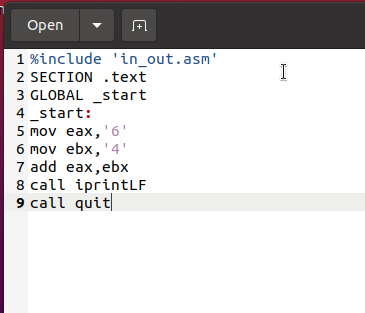 Open
1 %include 'in_out.asm'
2 SECTION .text
3 GLOBAL _start
4 _start:
5 mov eax,'6'
6 mov ebx,'4'
7 add eax,ebx
8 call iprintLF
9 call quit